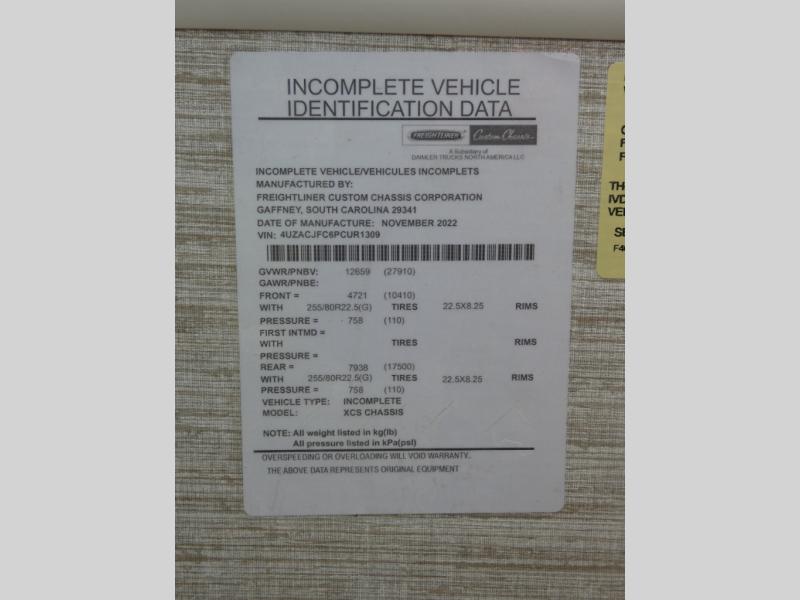 INCOMPLETE VEHICLE
IDENTIFICATION DATA
FREIGHTLINER Custom Chassis
A Subsidiary of
DAIMLER TRUCKS NORTH AMERICA LLC
INCOMPLETE VEHICLE/VEHICULES INCOMPLETS
MANUFACTURED BY:
FREIGHTLINER CUSTOM CHASSIS CORPORATION
GAFFNEY, SOUTH CAROLINA 29341
DATE OF MANUFACTURE: NOVEMBER 2022
VIN: 4UZACJFC6PCUR1309
GVWR/PNBV: 12659 (27910)
GAWR/PNBE:
FRONT = 4721 (10410)
WITH 255/80R22.5(G) TIRES 22.5X8.25 RIMS
PRESSURE = 758 (110)
FIRST INTMD =
WITH TIRES RIMS
PRESSURE =
REAR = 7938 (17500)
WITH 255/80R22.5(G) TIRES 22.5X8.25 RIMS
PRESSURE = 758 (110)
VEHICLE TYPE: INCOMPLETE
MODEL: XCS CHASSIS
NOTE: All weight listed in kg(lb)
All pressure listed in kPa(psi)
OVERSPEEDING OR OVERLOADING WILL VOID WARRANTY.
THE ABOVE DATA REPRESENTS ORIGINAL EQUIPMENT